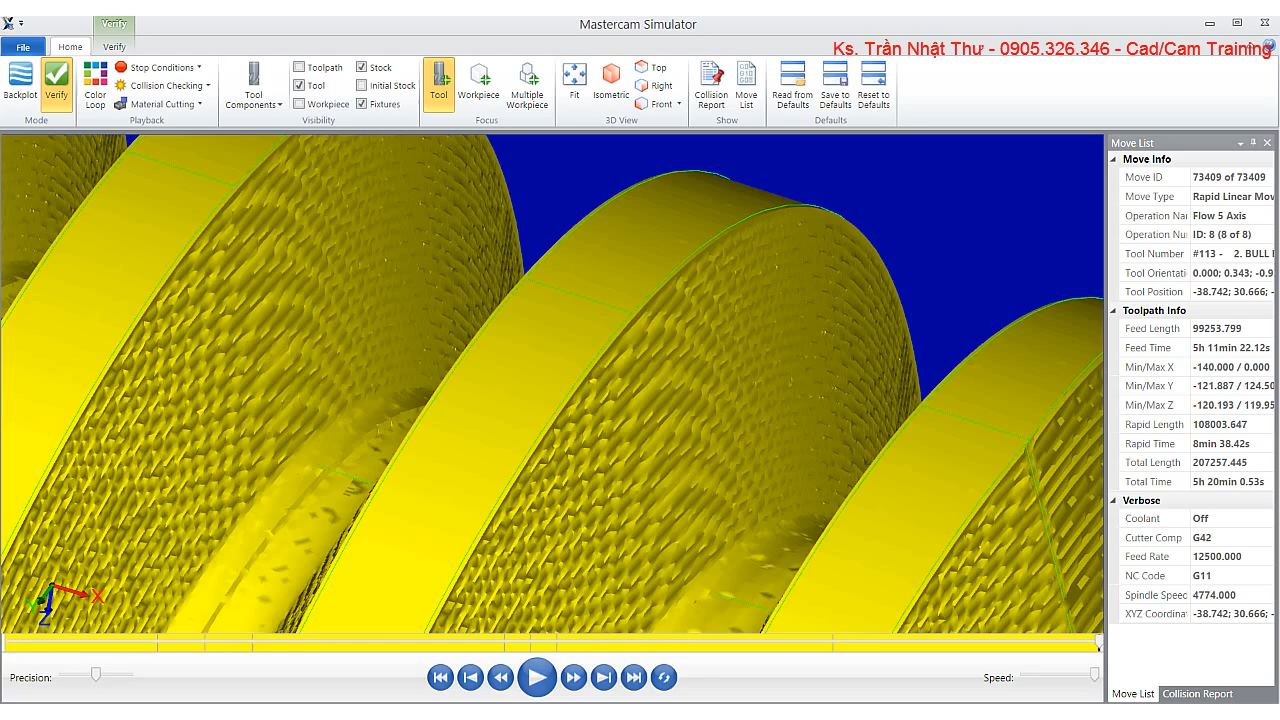 Verify
Mastercam Simulator
File
Home
Verify
Ks. Trần Nhật Thư - 0905.326.346 - Cad/Cam Training
Backplot
Verify
Mode
Color Loop
Stop Conditions
Collision Checking
Material Cutting
Playback
Tool Components
Toolpath
Tool
Workpiece
Stock
Initial Stock
Fixtures
Visibility
Tool
Workpiece
Multiple Workpiece
Focus
Fit
Isometric
Top
Right
Front
3D View
Collision Report
Move List
Show
Read from Defaults
Save to Defaults
Reset to Defaults
Defaults
X
Y
Z
Precision:
Speed:
Move List
Move Info
Move ID 73409 of 73409
Move Type Rapid Linear Mov
Operation Nai Flow 5 Axis
Operation Nui ID: 8 (8 of 8)
Tool Number #113 - 2. BULL
Tool Orientati 0.000; 0.343; -0.9
Tool Position -38.742; 30.666; -
Toolpath Info
Feed Length 99253.799
Feed Time 5h 11min 22.12s
Min/Max X -140.000 / 0.000
Min/Max Y -121.887 / 124.50
Min/Max Z -120.193 / 119.95
Rapid Length 108003.647
Rapid Time 8min 38.42s
Total Length 207257.445
Total Time 5h 20min 0.53s
Verbose
Coolant Off
Cutter Comp G42
Feed Rate 12500.000
NC Code G11
Spindle Speed 4774.000
XYZ Coordinat -38.742; 30.666; -
Move List
Collision Report